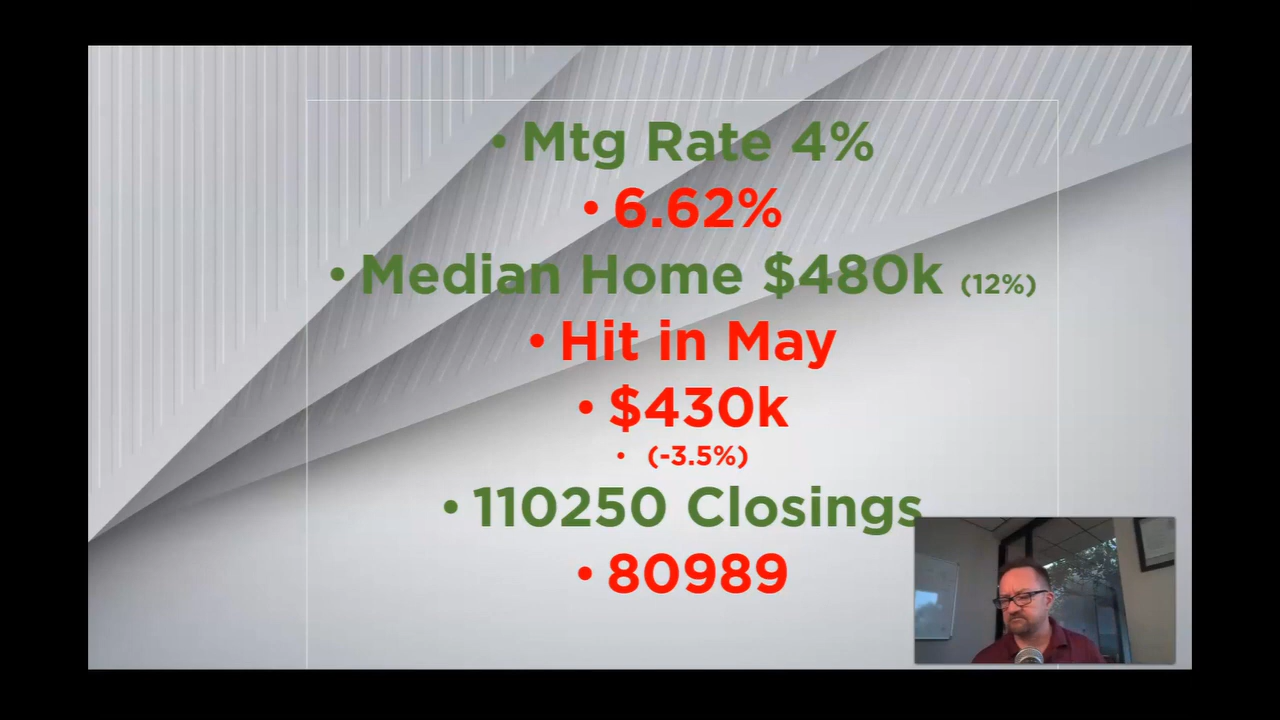 • Mtg Rate 4%
• 6.62%
• Median Home $480k (12%)
• Hit in May
• $430k
• (-3.5%)
• 110250 Closings
• 80989